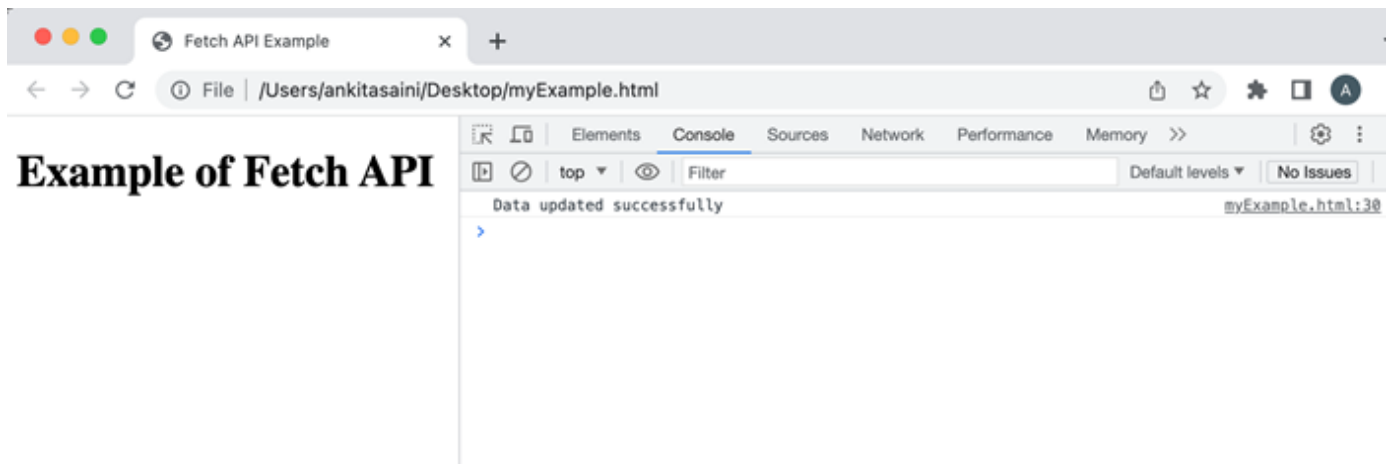 Fetch API Example
File | /Users/ankitasaini/Desktop/myExample.html A
Example of Fetch API
Elements Console Sources Network Performance Memory
top Filter Default levels No Issues
Data updated successfully myExample.html:30